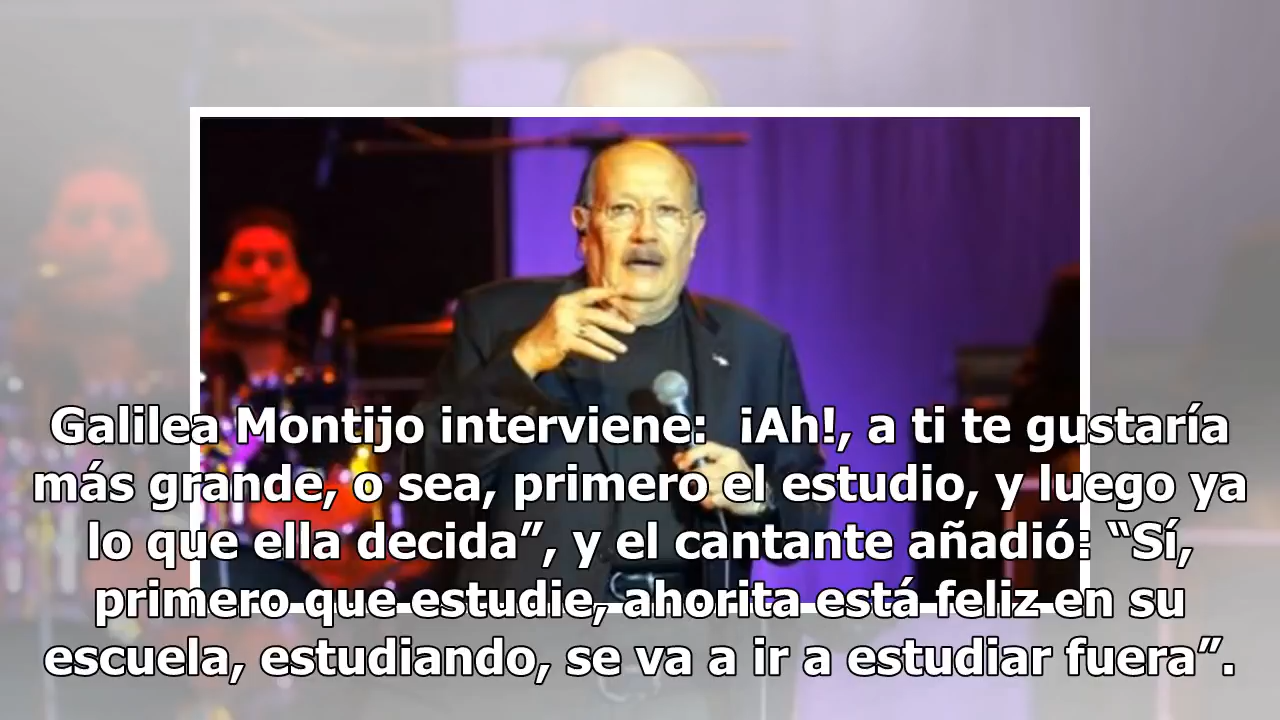 Galilea Montijo interviene:  ¡Ah!, a ti te gustaría
más grande, o sea, primero el estudio, y luego ya
lo que ella decida”, y el cantante añadió: “Sí,
primero que estudie, ahorita está feliz en su
escuela, estudiando, se va a ir a estudiar fuera”.